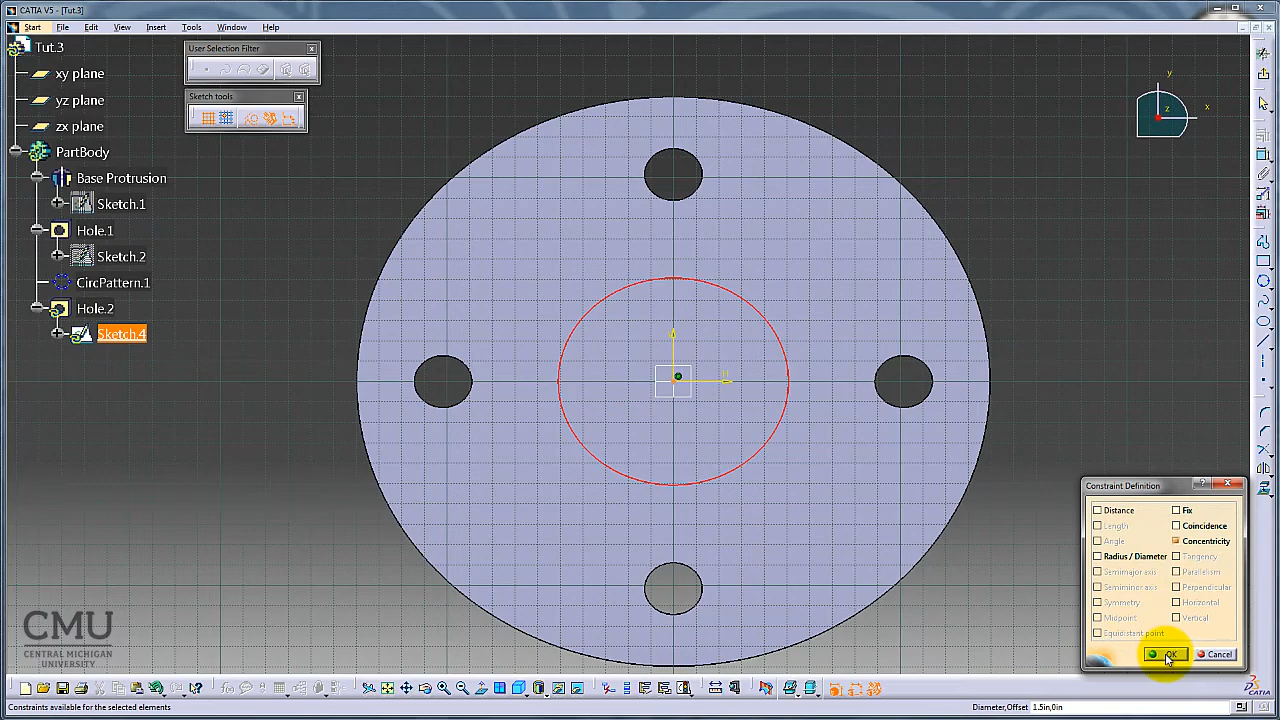 CATIA V5 - [Tut.3]
Start File Edit View Insert Tools Window Help
Tut.3
xy plane
yz plane
zx plane
PartBody
Base Protrusion
Sketch.1
Hole.1
Sketch.2
CircPattern.1
Hole.2
Sketch.4
User Selection Filter
Sketch tools
y
x
z
V
H
Constraint Definition
Distance Fix
Length Coincidence
Angle Concentricity
Radius / Diameter Tangency
Semimajor axis Parallelism
Semiminor axis Perpendicular
Symmetry Horizontal
Midpoint Vertical
Equidistant point
OK Cancel
CMU
CENTRAL MICHIGAN
UNIVERSITY
CATIA
Constraints available for the selected elements
Diameter,Offset 1.5in,0in